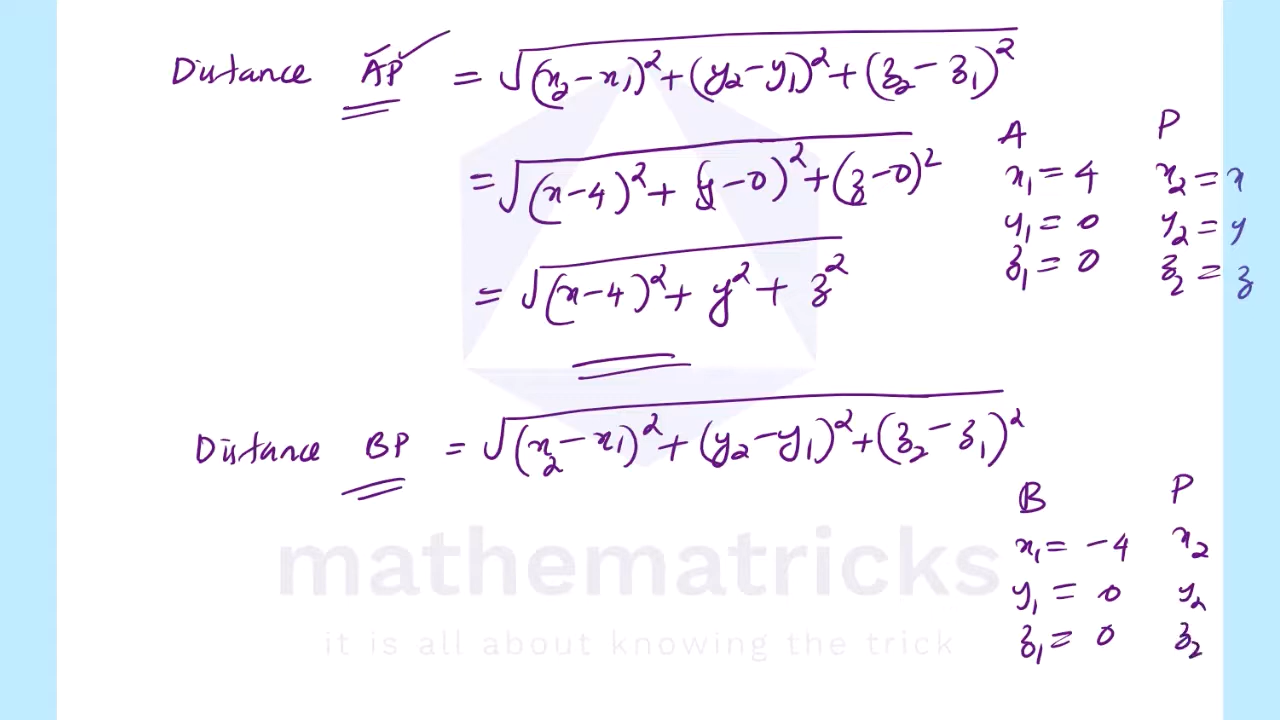 Distance AP = √(x₂ − x₁)² + (y₂ − y₁)² + (z₂ − z₁)²
A P
= √(x − 4)² + (y − 0)² + (z − 0)²
x₁ = 4 x₂ = x
y₁ = 0 y₂ = y
z₁ = 0 z₂ = z
= √(x − 4)² + y² + z²
Distance BP = √(x₂ − x₁)² + (y₂ − y₁)² + (z₂ − z₁)²
B P
x₁ = −4 x₂
y₁ = 0 y₂
z₁ = 0 z₂
mathematricks
it is all about knowing the trick